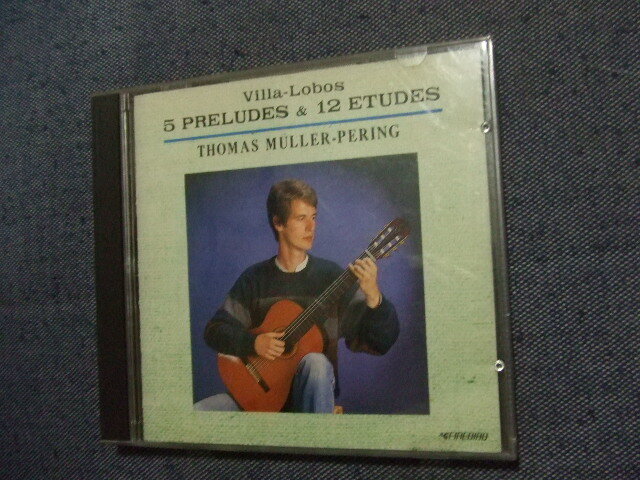 Villa-Lobos
5 PRELUDES & 12 ETUDES
THOMAS MÜLLER-PERING